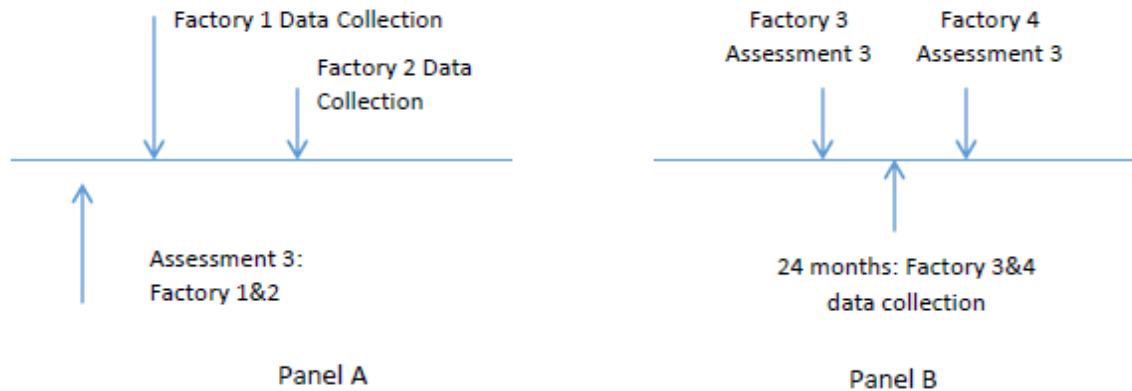 Factory 1 Data Collection
Factory 2 Data
Collection
Assessment 3:
Factory 1&2
Panel A
Factory 3
Assessment 3
Factory 4
Assessment 3
24 months: Factory 3&4
data collection
Panel B